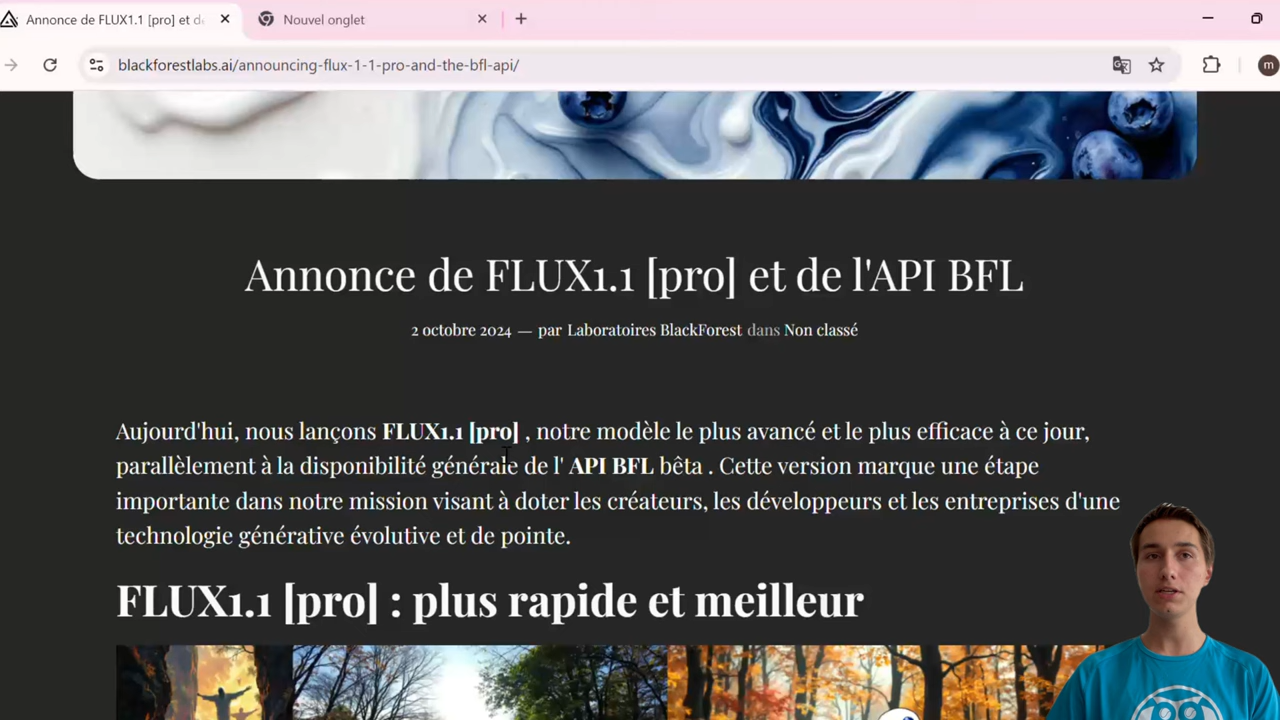 Annonce de FLUX1.1 [pro] et de
Nouvel onglet
blackforestlabs.ai/announcing-flux-1-1-pro-and-the-bfl-api/
m
Annonce de FLUX1.1 [pro] et de l'API BFL
2 octobre 2024 — par Laboratoires BlackForest dans Non classé
Aujourd'hui, nous lançons FLUX1.1 [pro] , notre modèle le plus avancé et le plus efficace à ce jour,
parallèlement à la disponibilité générale de l' API BFL bêta . Cette version marque une étape
importante dans notre mission visant à doter les créateurs, les développeurs et les entreprises d'une
technologie générative évolutive et de pointe.
FLUX1.1 [pro] : plus rapide et meilleur